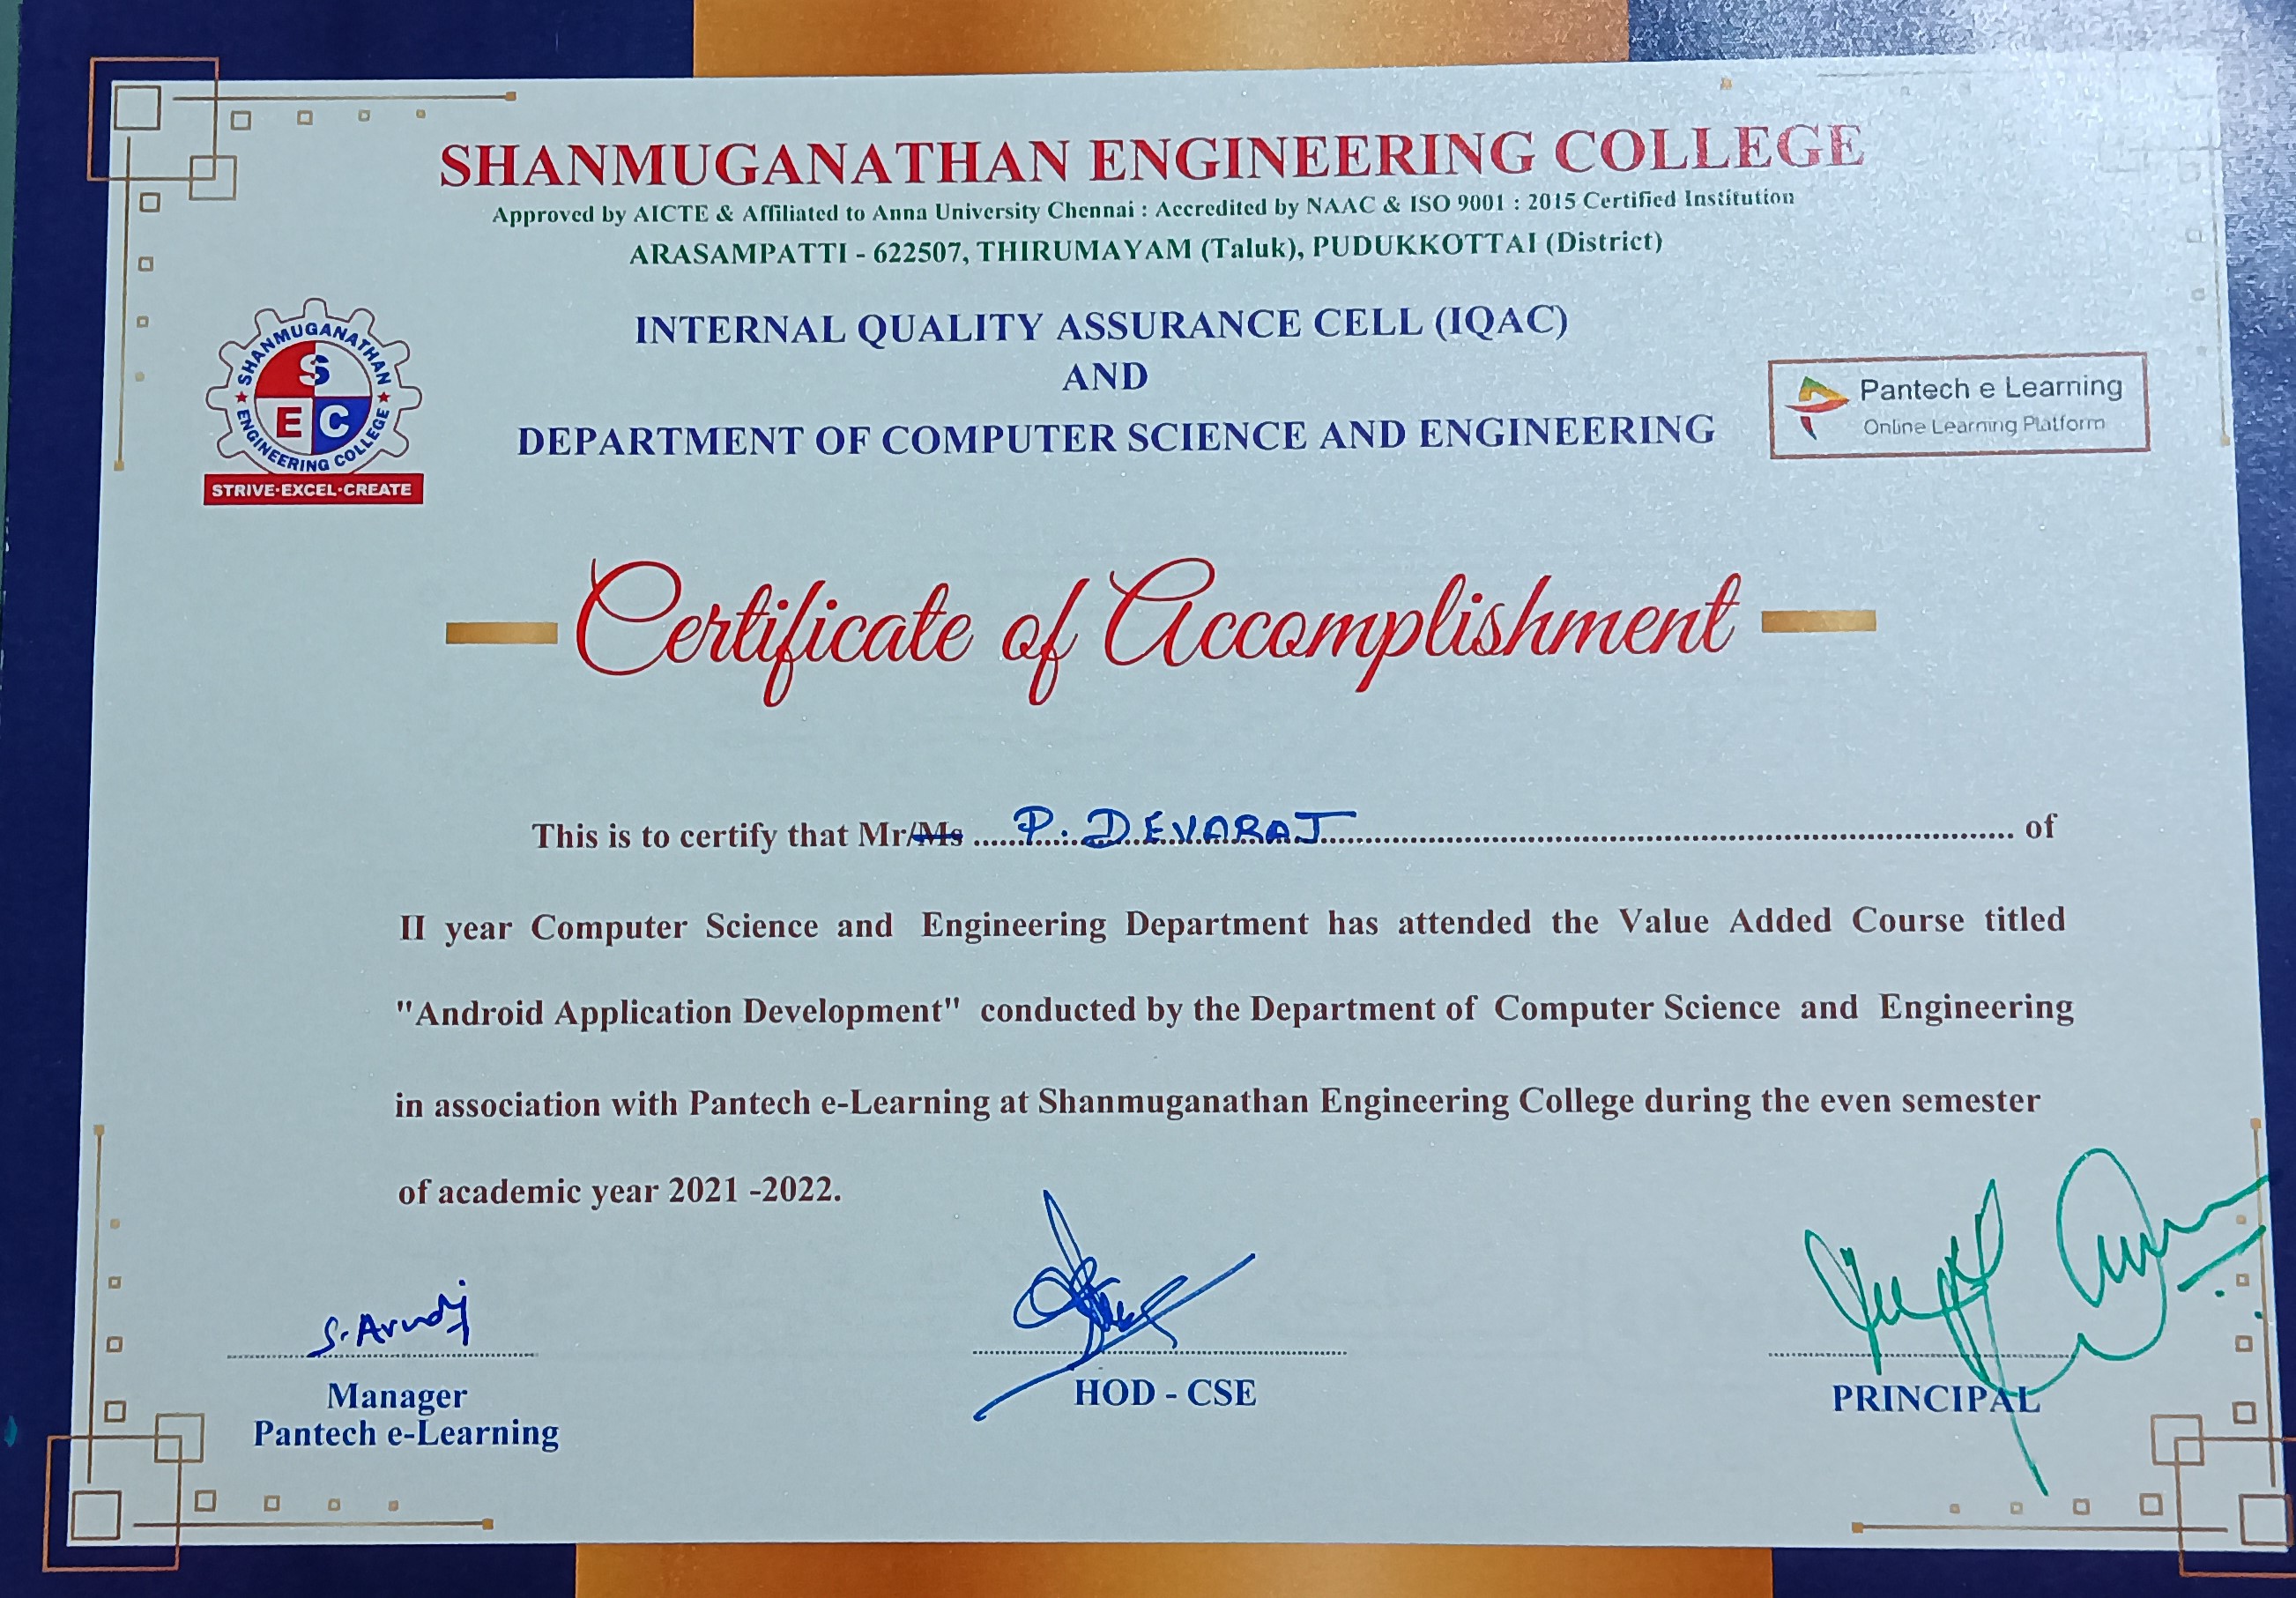 SHANMUGANATHAN ENGINEERING COLLEGE
Approved by AICTE & Affiliated to Anna University Chennai : Accredited by NAAC & ISO 9001 : 2015 Certified Institution
ARASAMPATTI - 622507, THIRUMAYAM (Taluk), PUDUKKOTTAI (District)
SHANMUGANATHAN
S
E C
ENGINEERING COLLEGE
STRIVE·EXCEL·CREATE
INTERNAL QUALITY ASSURANCE CELL (IQAC)
AND
DEPARTMENT OF COMPUTER SCIENCE AND ENGINEERING
Pantech e Learning
Online Learning Platform
Certificate of Accomplishment
This is to certify that Mr/Ms P. DEVARAJ of
II year Computer Science and Engineering Department has attended the Value Added Course titled
"Android Application Development" conducted by the Department of Computer Science and Engineering
in association with Pantech e-Learning at Shanmuganathan Engineering College during the even semester
of academic year 2021 -2022.
Manager
Pantech e-Learning
HOD - CSE
PRINCIPAL